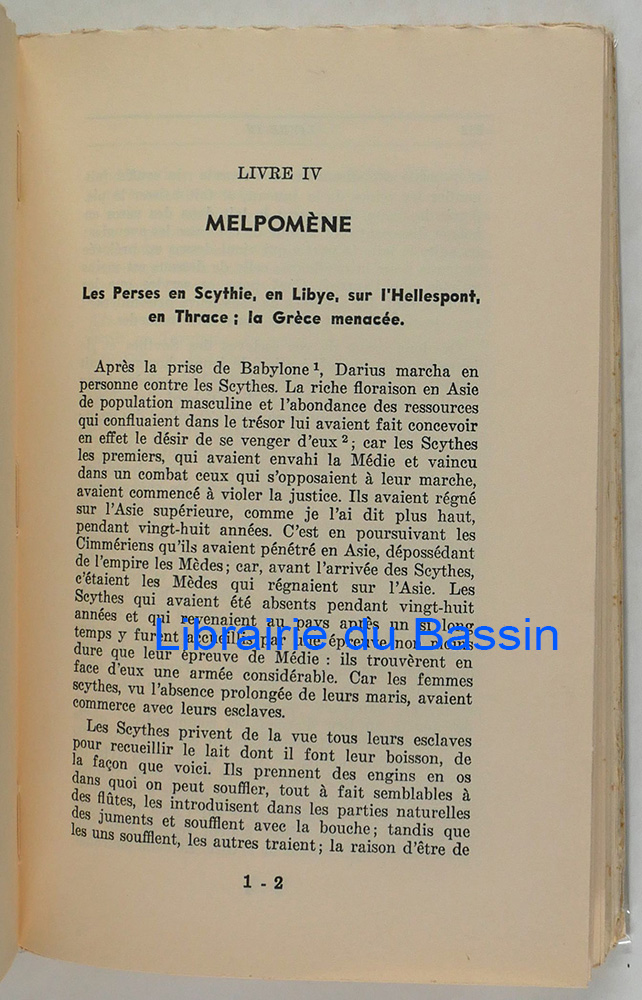 LIVRE IV
MELPOMÈNE
Les Perses en Scythie, en Libye, sur l'Hellespont,
en Thrace ; la Grèce menacée.
Après la prise de Babylone ¹, Darius marcha en
personne contre les Scythes. La riche floraison en Asie
de population masculine et l'abondance des ressources
qui confluaient dans le trésor lui avaient fait concevoir
en effet le désir de se venger d'eux ² ; car les Scythes
les premiers, qui avaient envahi la Médie et vaincu
dans un combat ceux qui s'opposaient à leur marche,
avaient commencé à violer la justice. Ils avaient régné
sur l'Asie supérieure, comme je l'ai dit plus haut,
pendant vingt-huit années. C'est en poursuivant les
Cimmériens qu'ils avaient pénétré en Asie, dépossédant
de l'empire les Mèdes ; car, avant l'arrivée des Scythes,
c'étaient les Mèdes qui régnaient sur l'Asie. Les
Scythes qui avaient été absents pendant vingt-huit
années et qui revenaient au pays après un si long
temps y furent accueillis par une épreuve non moins
dure que leur épreuve de Médie : ils trouvèrent en
face d'eux une armée considérable. Car les femmes
scythes, vu l'absence prolongée de leurs maris, avaient
commerce avec leurs esclaves.
Les Scythes privent de la vue tous leurs esclaves
pour recueillir le lait dont il font leur boisson, de
la façon que voici. Ils prennent des engins en os
dans quoi on peut souffler, tout à fait semblables à
des flûtes, les introduisent dans les parties naturelles
des juments et soufflent avec la bouche ; tandis que
les uns soufflent, les autres traient ; la raison d'être de
1 - 2
Librairie du Bassin